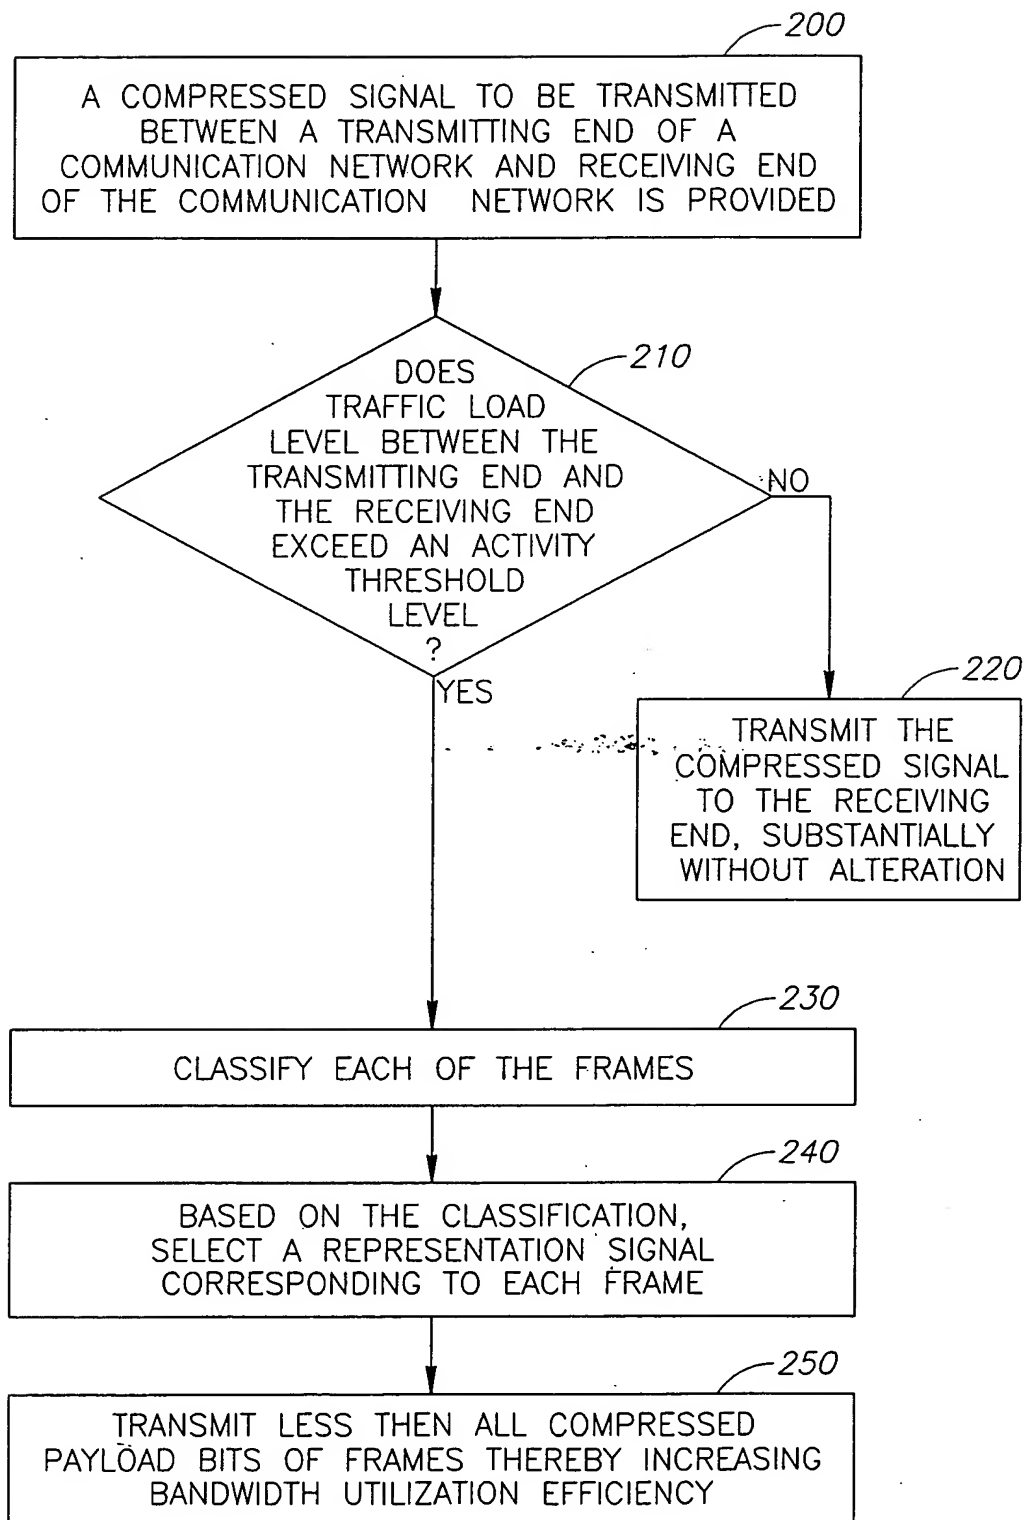 200
A COMPRESSED SIGNAL TO BE TRANSMITTED
BETWEEN A TRANSMITTING END OF A
COMMUNICATION NETWORK AND RECEIVING END
OF THE COMMUNICATION NETWORK IS PROVIDED
210
DOES
TRAFFIC LOAD
LEVEL BETWEEN THE
TRANSMITTING END AND
THE RECEIVING END
EXCEED AN ACTIVITY
THRESHOLD
LEVEL
?
NO
YES
220
TRANSMIT THE
COMPRESSED SIGNAL
TO THE RECEIVING
END, SUBSTANTIALLY
WITHOUT ALTERATION
230
CLASSIFY EACH OF THE FRAMES
240
BASED ON THE CLASSIFICATION,
SELECT A REPRESENTATION SIGNAL
CORRESPONDING TO EACH FRAME
250
TRANSMIT LESS THEN ALL COMPRESSED
PAYLOAD BITS OF FRAMES THEREBY INCREASING
BANDWIDTH UTILIZATION EFFICIENCY